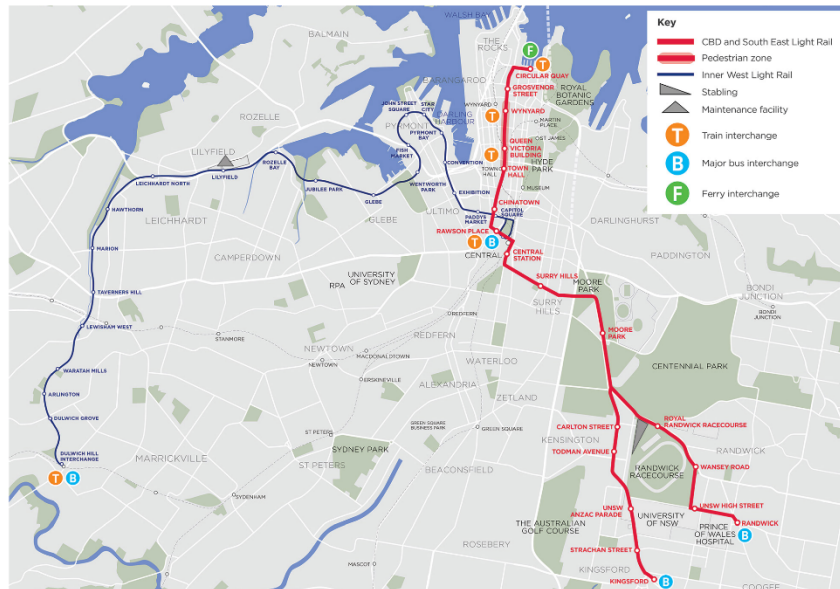 WALSH BAY
BALMAIN
THE
ROCKS
F
T
CIRCULAR QUAY
BARANGAROO
GROSVENOR
STREET
ROYAL
BOTANIC
GARDENS
JOHN STREET
SQUARE
STAR
CITY
DARLING
HARBOUR
WYNYARD
WYNYARD
T
MARTIN
PLACE
ST JAMES
ROZELLE
PYRMONT
PYRMONT
BAY
QUEEN
VICTORIA
BUILDING
T
HYDE
PARK
TOWN
HALL
TOWN
HALL
LILYFIELD
FISH
MARKET
CONVENTION
MUSEUM
ROZELLE
BAY
LILYFIELD
LEICHHARDT NORTH
JUBILEE PARK
GLEBE
WENTWORTH
PARK
EXHIBITION
HAWTHORN
LEICHHARDT
GLEBE
ULTIMO
CHINATOWN
PADDYS
MARKET
CAPITOL
SQUARE
DARLINGHURST
RAWSON PLACE
T
B
MARION
CAMPERDOWN
CENTRAL
CENTRAL
STATION
PADDINGTON
UNIVERSITY
OF SYDNEY
RPA
SURRY HILLS
MOORE
PARK
TAVERNERS HILL
SURRY
HILLS
BONDI
JUNCTION
BONDI
JUNCTION
REDFERN
LEWISHAM WEST
STANMORE
REDFERN
MOORE
PARK
NEWTOWN
MACDONALDTOWN
NEWTOWN
WATERLOO
CENTENNIAL PARK
WARATAH MILLS
ERSKINEVILLE
ALEXANDRIA
ZETLAND
ARLINGTON
DULWICH GROVE
ST PETERS
GREEN SQUARE
BUSINESS PARK
GREEN SQUARE
CARLTON STREET
ROYAL
RANDWICK RACECOURSE
KENSINGTON
RANDWICK
DULWICH HILL
INTERCHANGE
T
B
MARRICKVILLE
SYDNEY PARK
TODMAN AVENUE
ST PETERS
BEACONSFIELD
RANDWICK
RACECOURSE
WANSEY ROAD
SYDENHAM
UNSW
ANZAC PARADE
UNSW HIGH STREET
UNIVERSITY
OF NSW
RANDWICK
B
THE AUSTRALIAN
GOLF COURSE
PRINCE
OF WALES
HOSPITAL
ROSEBERY
STRACHAN STREET
MASCOT
KINGSFORD
KINGSFORD
B
COOGEE
Key
CBD and South East Light Rail
Pedestrian zone
Inner West Light Rail
Stabling
Maintenance facility
T
Train interchange
B
Major bus interchange
F
Ferry interchange